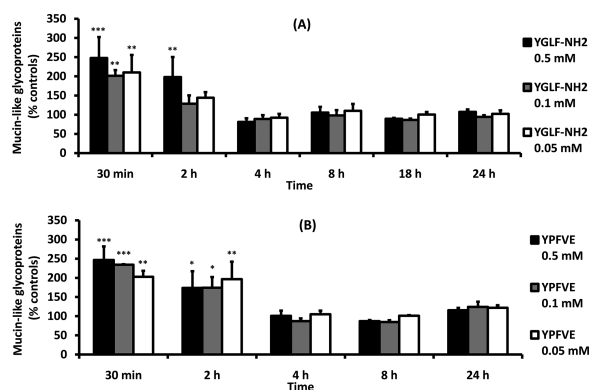 (A)
Mucin-like glycoproteins
(% controls)
350
300
250
200
150
100
50
0
***
**
**
**
30 min
2 h
4 h
8 h
18 h
24 h
Time
YGLF-NH2
0.5 mM
YGLF-NH2
0.1 mM
YGLF-NH2
0.05 mM
(B)
Mucin-like glycoproteins
(% controls)
350
300
250
200
150
100
50
0
***
***
**
*
*
**
30 min
2 h
4 h
8 h
24 h
Time
YPFVE
0.5 mM
YPFVE
0.1 mM
YPFVE
0.05 mM